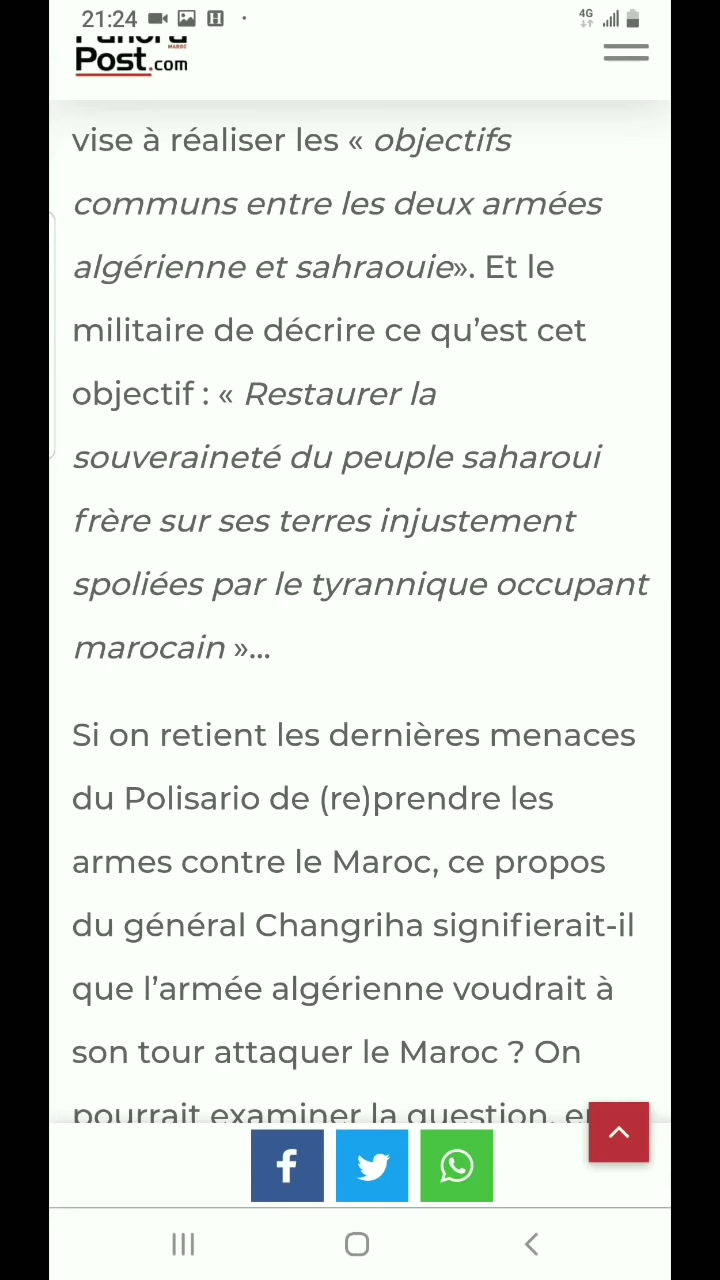 21:24
4G
Post.com
MAROC
vise à réaliser les « objectifs
communs entre les deux armées
algérienne et sahraouie». Et le
militaire de décrire ce qu’est cet
objectif : « Restaurer la
souveraineté du peuple saharoui
frère sur ses terres injustement
spoliées par le tyrannique occupant
marocain »...
Si on retient les dernières menaces
du Polisario de (re)prendre les
armes contre le Maroc, ce propos
du général Changriha signifierait-il
que l’armée algérienne voudrait à
son tour attaquer le Maroc ? On
pourrait examiner la question,